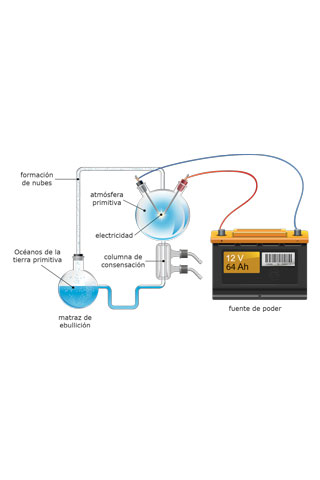 formación
de nubes
atmósfera
primitiva
electricidad
Océanos de la
tierra primitiva
columna de
consensación
matraz de
ebullición
12 V
64 Ah
fuente de poder